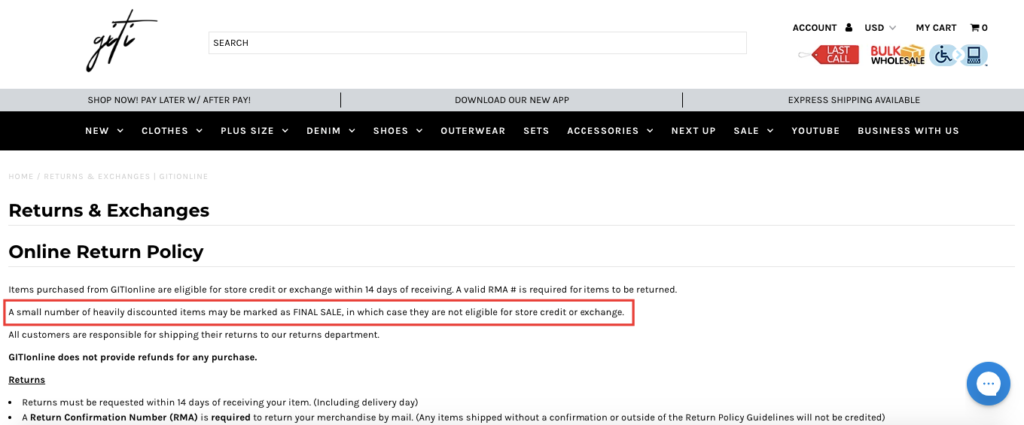 giti
SEARCH
ACCOUNT USD MY CART 0
LAST CALL
BULK WHOLESALE
SHOP NOW! PAY LATER W/ AFTER PAY! DOWNLOAD OUR NEW APP EXPRESS SHIPPING AVAILABLE
NEW CLOTHES PLUS SIZE DENIM SHOES OUTERWEAR SETS ACCESSORIES NEXT UP SALE YOUTUBE BUSINESS WITH US
HOME / RETURNS & EXCHANGES | GITIONLINE
Returns & Exchanges
Online Return Policy
Items purchased from GITIonline are eligible for store credit or exchange within 14 days of receiving. A valid RMA # is required for items to be returned.
A small number of heavily discounted items may be marked as FINAL SALE, in which case they are not eligible for store credit or exchange.
All customers are responsible for shipping their returns to our returns department.
GITIonline does not provide refunds for any purchase.
Returns
• Returns must be requested within 14 days of receiving your item. (Including delivery day)
• A Return Confirmation Number (RMA) is required to return your merchandise by mail. (Any items shipped without a confirmation or outside of the Return Policy Guidelines will not be credited)